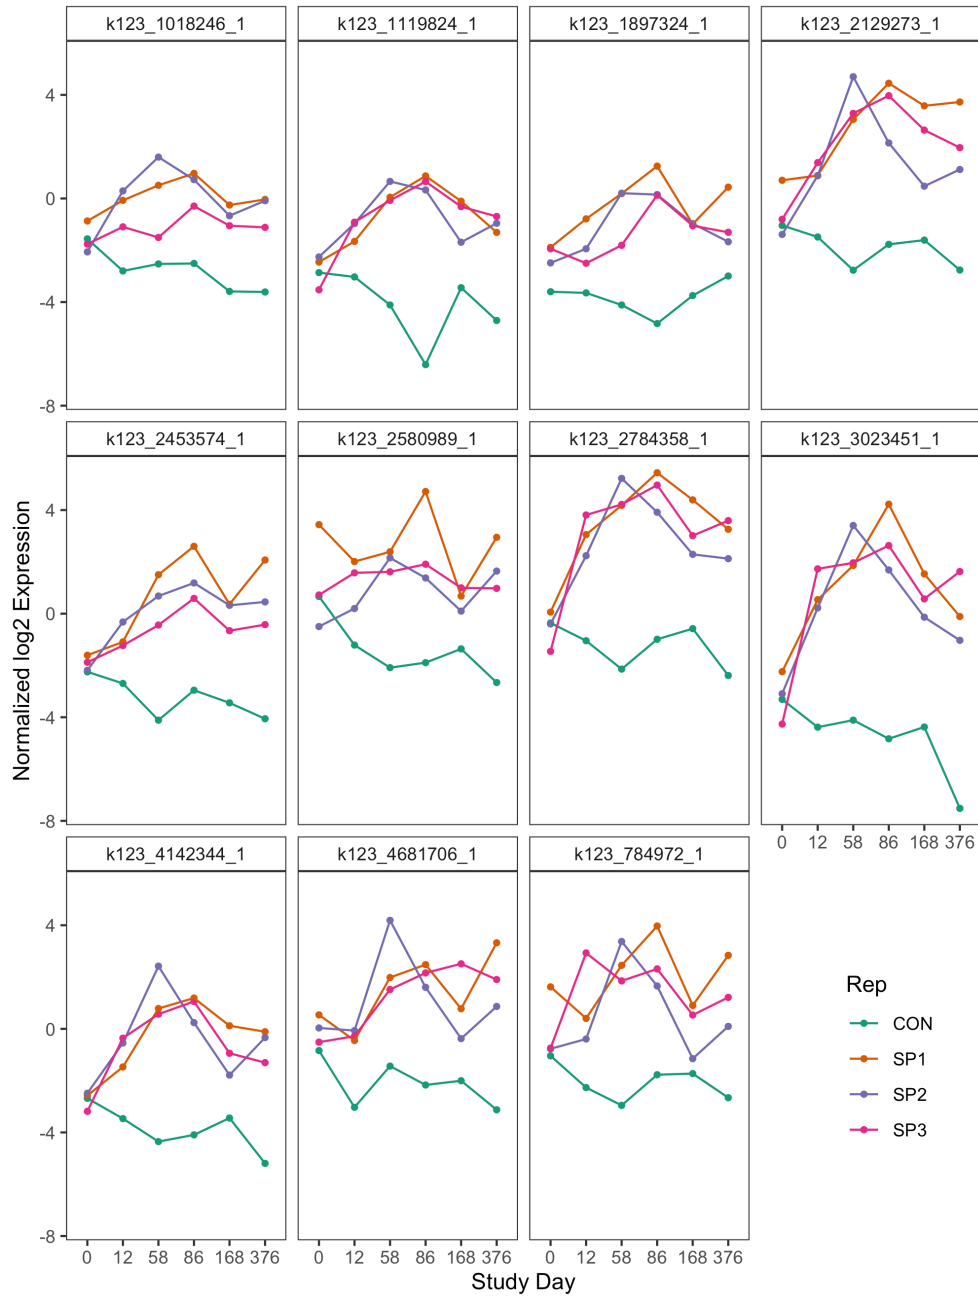 k123_1018246_1 k123_1119824_1 k123_1897324_1 k123_2129273_1
4
0
-4
-8
k123_2453574_1 k123_2580989_1 k123_2784358_1 k123_3023451_1
4
0
-4
-8
0 12 58 86 168 376
k123_4142344_1 k123_4681706_1 k123_784972_1
4
0
-4
-8
0 12 58 86 168 376 0 12 58 86 168 376 0 12 58 86 168 376
Normalized log2 Expression
Study Day
Rep
CON
SP1
SP2
SP3